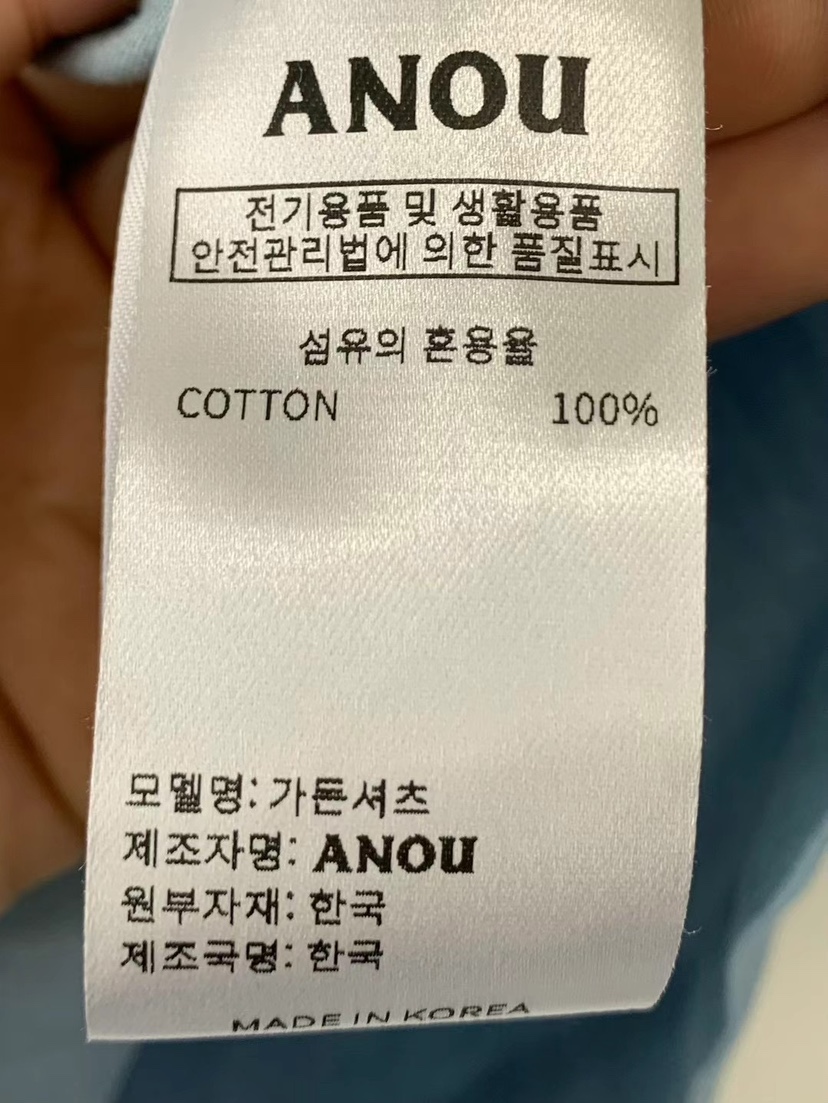 ANOU
전기용품 및 생활용품
안전관리법에 의한 품질표시
섬유의 혼용율
COTTON 100%
모델명: 가든셔츠
제조자명: ANOU
원부자재: 한국
제조국명: 한국
MADE IN KOREA